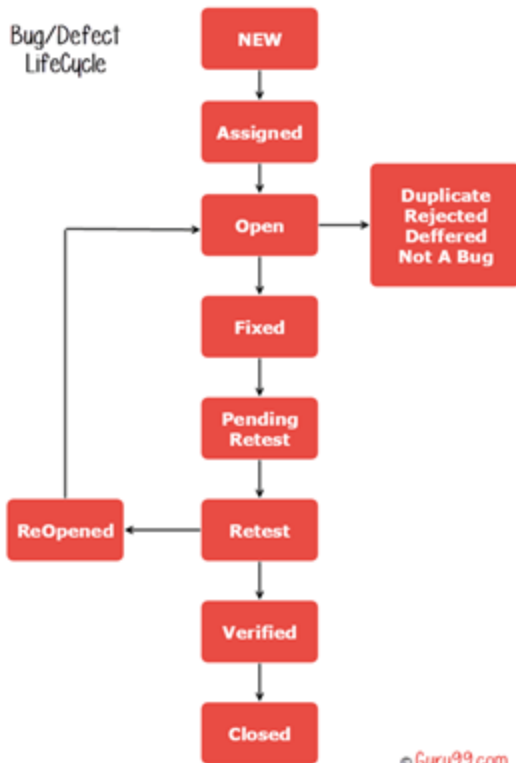 Bug/Defect
LifeCycle
NEW
Assigned
Open
Duplicate
Rejected
Deffered
Not A Bug
Fixed
Pending
Retest
ReOpened
Retest
Verified
Closed
© Guru99.com